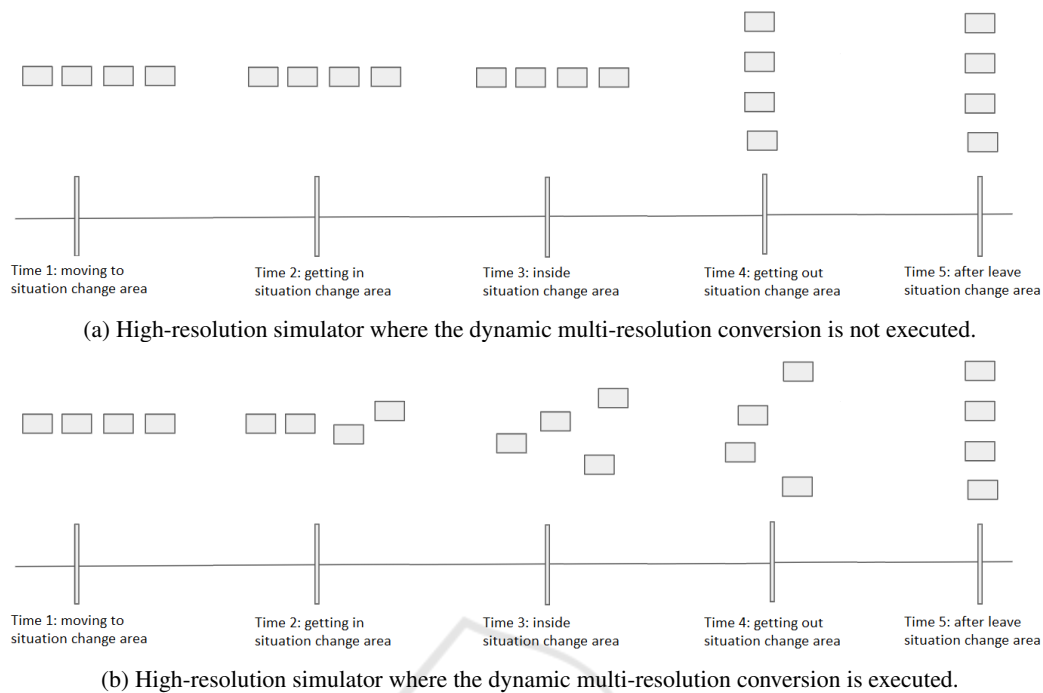 Time 1: moving to
situation change area
Time 2: getting in
situation change area
Time 3: inside
situation change area
Time 4: getting out
situation change area
Time 5: after leave
situation change area
(a) High-resolution simulator where the dynamic multi-resolution conversion is not executed.
Time 1: moving to
situation change area
Time 2: getting in
situation change area
Time 3: inside
situation change area
Time 4: getting out
situation change area
Time 5: after leave
situation change area
(b) High-resolution simulator where the dynamic multi-resolution conversion is executed.